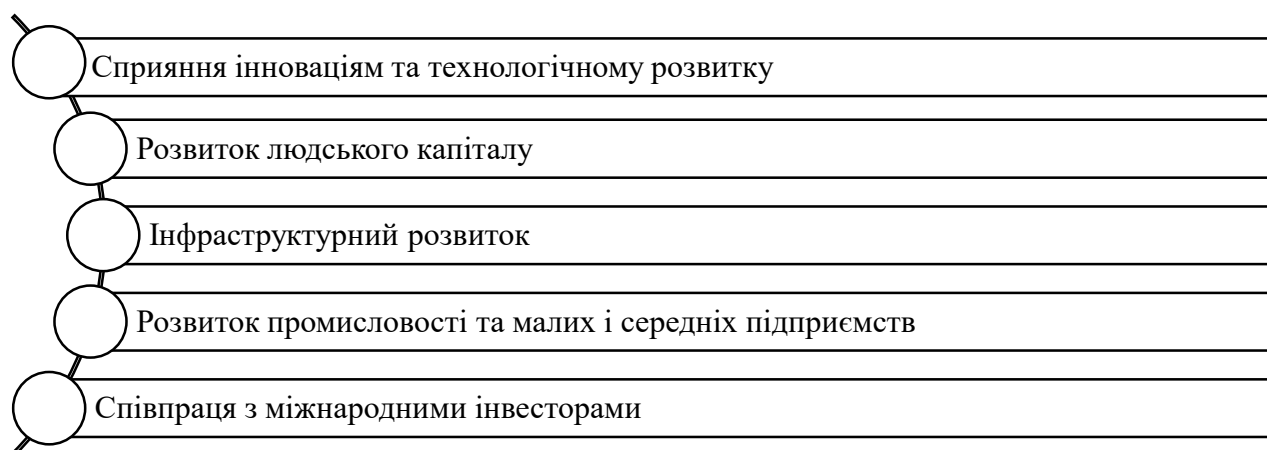 Сприяння інноваціям та технологічному розвитку
Розвиток людського капіталу
Інфраструктурний розвиток
Розвиток промисловості та малих і середніх підприємств
Співпраця з міжнародними інвесторами